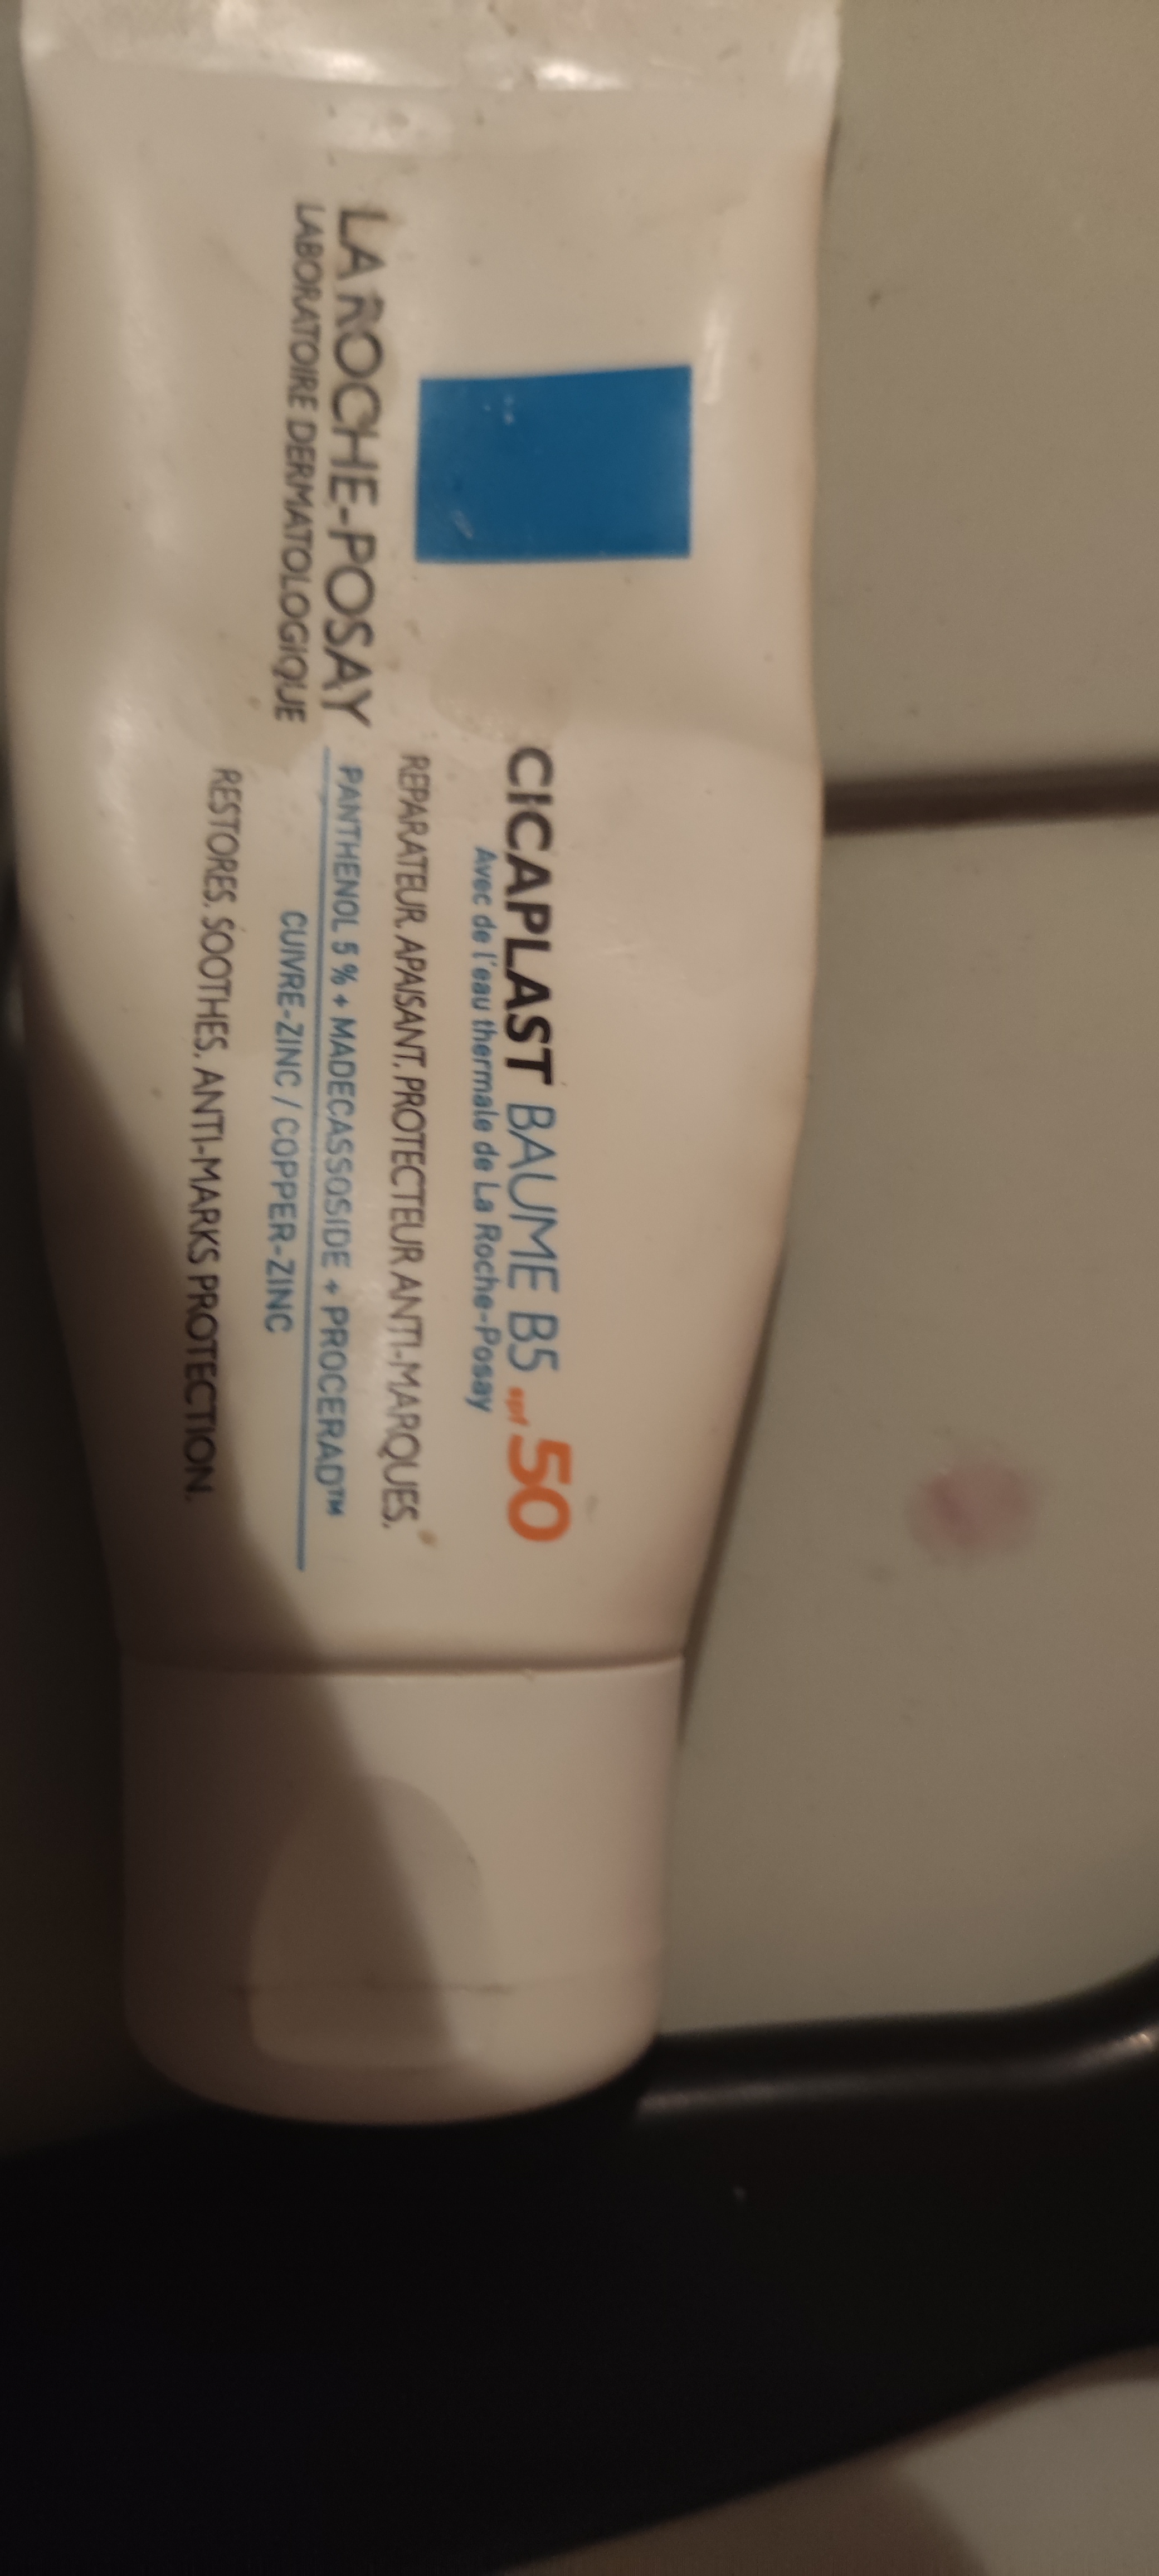 LA ROCHE-POSAY
LABORATOIRE DERMATOLOGIQUE
CICAPLAST BAUME B5 spf 50
Avec de l'eau thermale de La Roche-Posay
RÉPARATEUR. APAISANT. PROTECTEUR ANTI-MARQUES.
PANTHENOL 5 % + MADECASSOSIDE + PROCERAD™
CUIVRE-ZINC / COPPER-ZINC
RESTORES. SOOTHES. ANTI-MARKS PROTECTION.